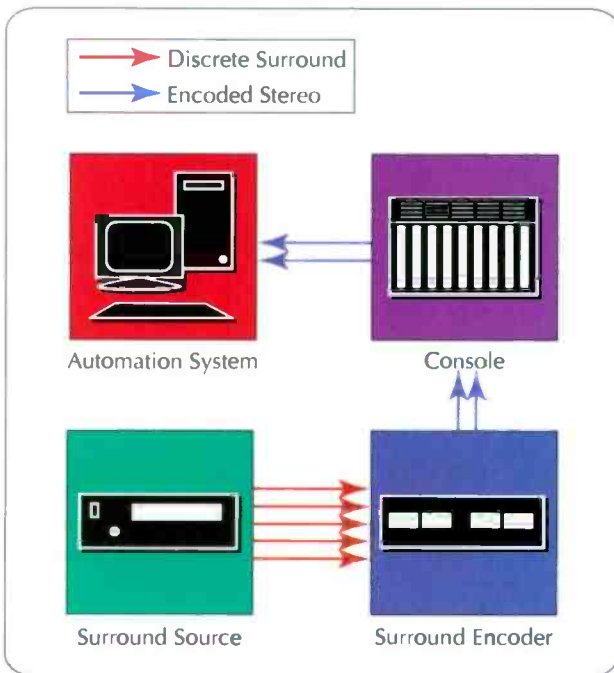 Discrete Surround
Encoded Stereo
Automation System
Console
Surround Source
Surround Encoder